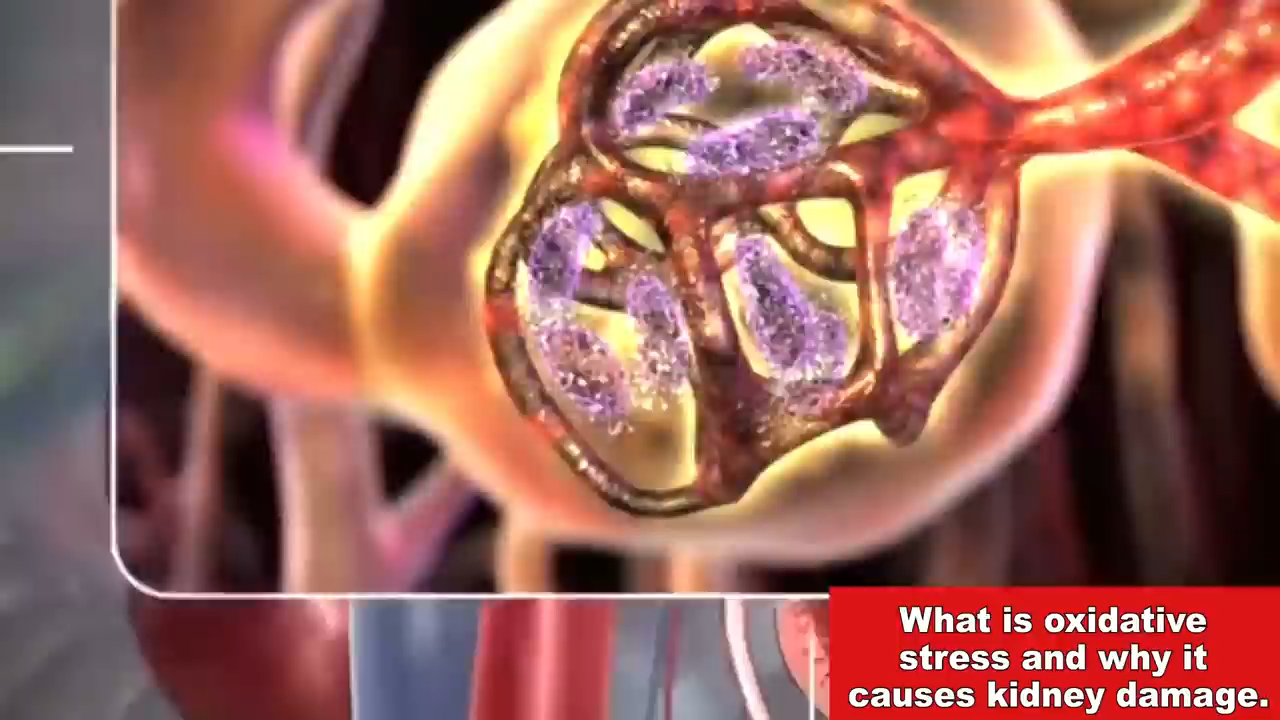 What is oxidative
stress and why it
causes kidney damage.